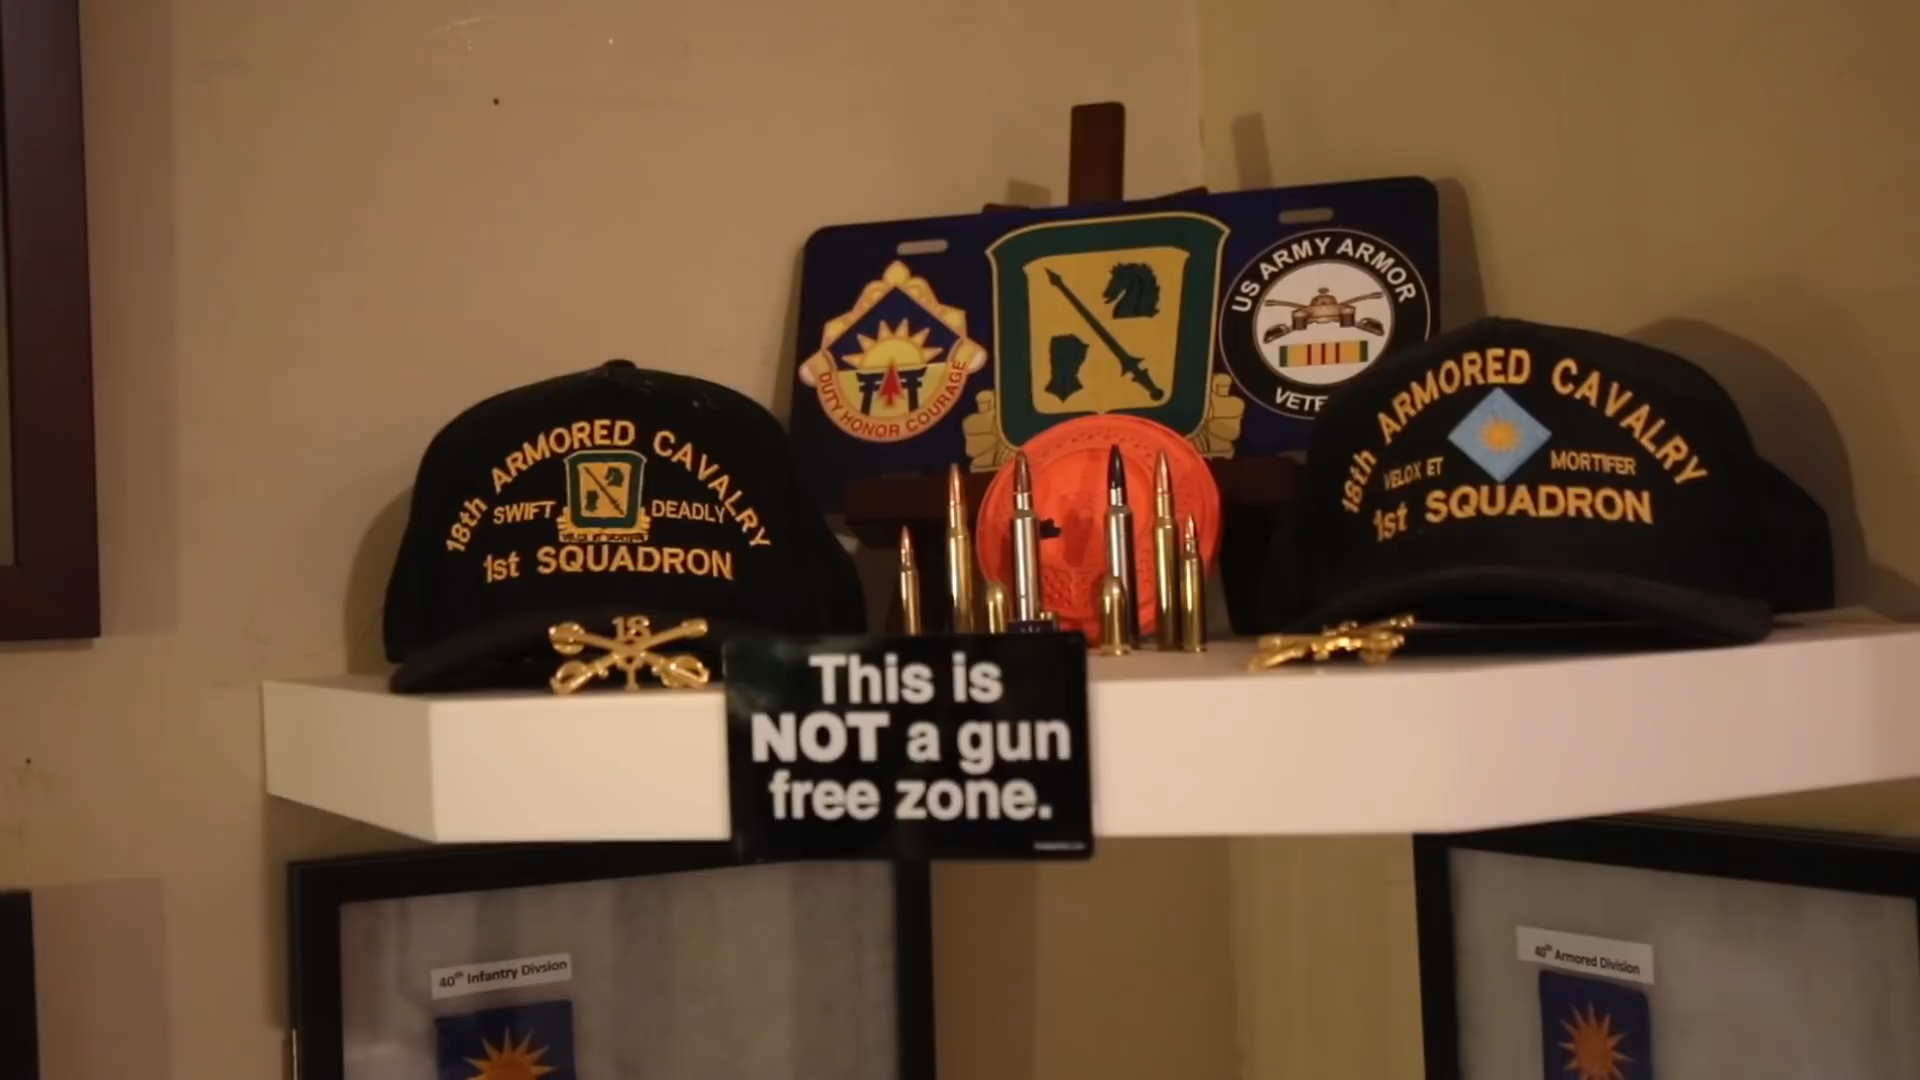 DUTY HONOR COURAGE
US ARMY ARMOR
VETE
18th ARMORED CAVALRY
SWIFT DEADLY
1st SQUADRON
18th ARMORED CAVALRY
VELOX ET MORTIFER
1st SQUADRON
18
This is
NOT a gun
free zone.
40th Infantry Divsion
40th Armored Division